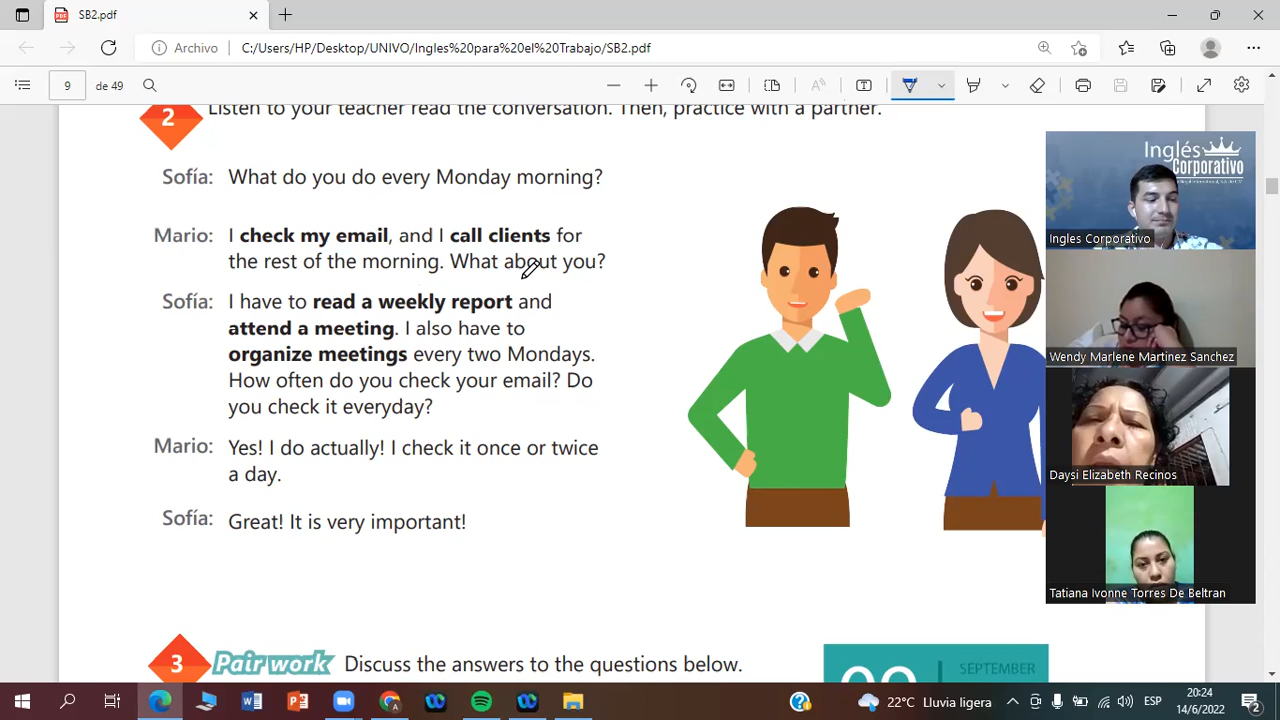 SB2.pdf
Archivo
C:/Users/HP/Desktop/UNIVO/Ingles%20para%20el%20Trabajo/SB2.pdf
9
de 49
2
Listen to your teacher read the conversation. Then, practice with a partner.
Sofía: What do you do every Monday morning?
Mario: I check my email, and I call clients for
the rest of the morning. What about you?
Sofía: I have to read a weekly report and
attend a meeting. I also have to
organize meetings every two Mondays.
How often do you check your email? Do
you check it everyday?
Mario: Yes! I do actually! I check it once or twice
a day.
Sofía: Great! It is very important!
3
Pair work
Discuss the answers to the questions below.
SEPTEMBER
Inglés
Corporativo
Ingles Corporativo
Wendy Marlene Martinez Sanchez
Daysi Elizabeth Recinos
Tatiana Ivonne Torres De Beltran
22°C Lluvia ligera
ESP
20:24
14/6/2022
2